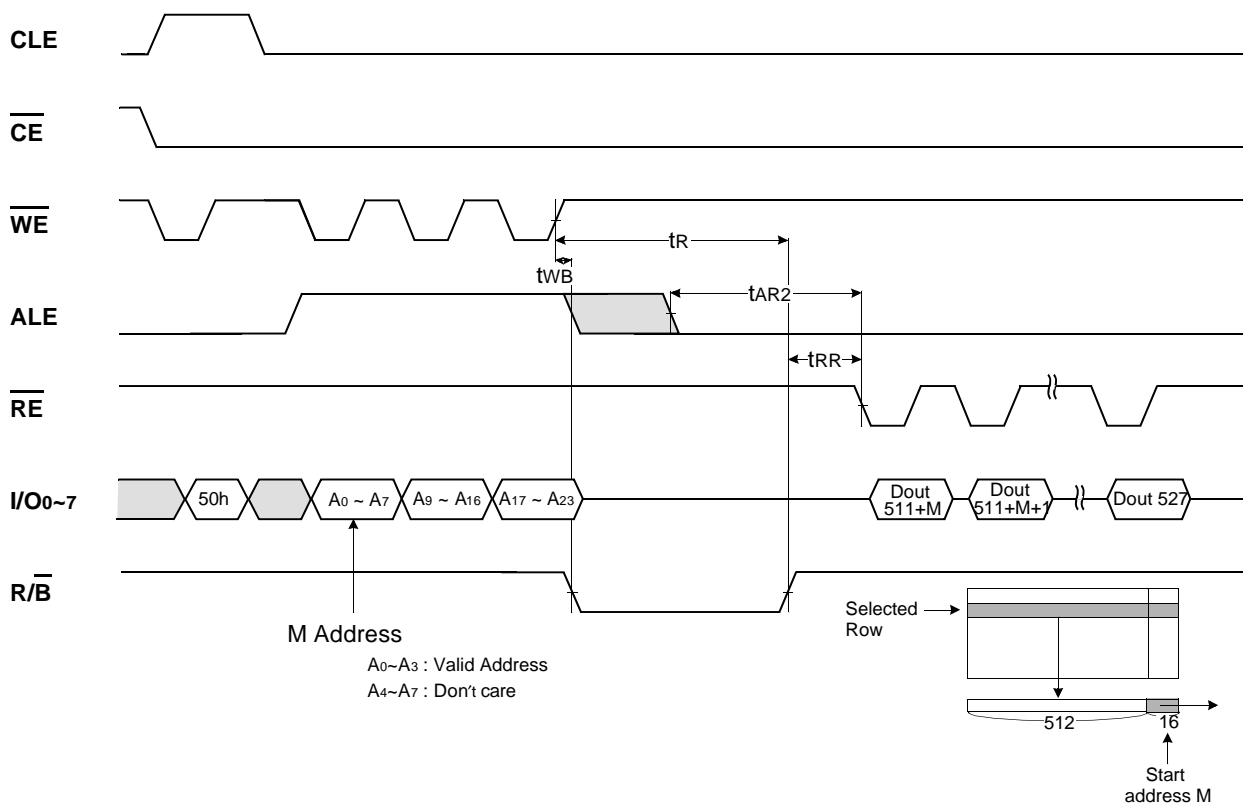 CLE
CE
WE
tR
tWB
tAR2
ALE
tRR
RE
I/O0~7
50h
A0 ~ A7
A9 ~ A16
A17 ~ A23
Dout
511+M
Dout
511+M+1
Dout 527
R/B
M Address
A0~A3 : Valid Address
A4~A7 : Don't care
Selected
Row
512
16
Start
address M